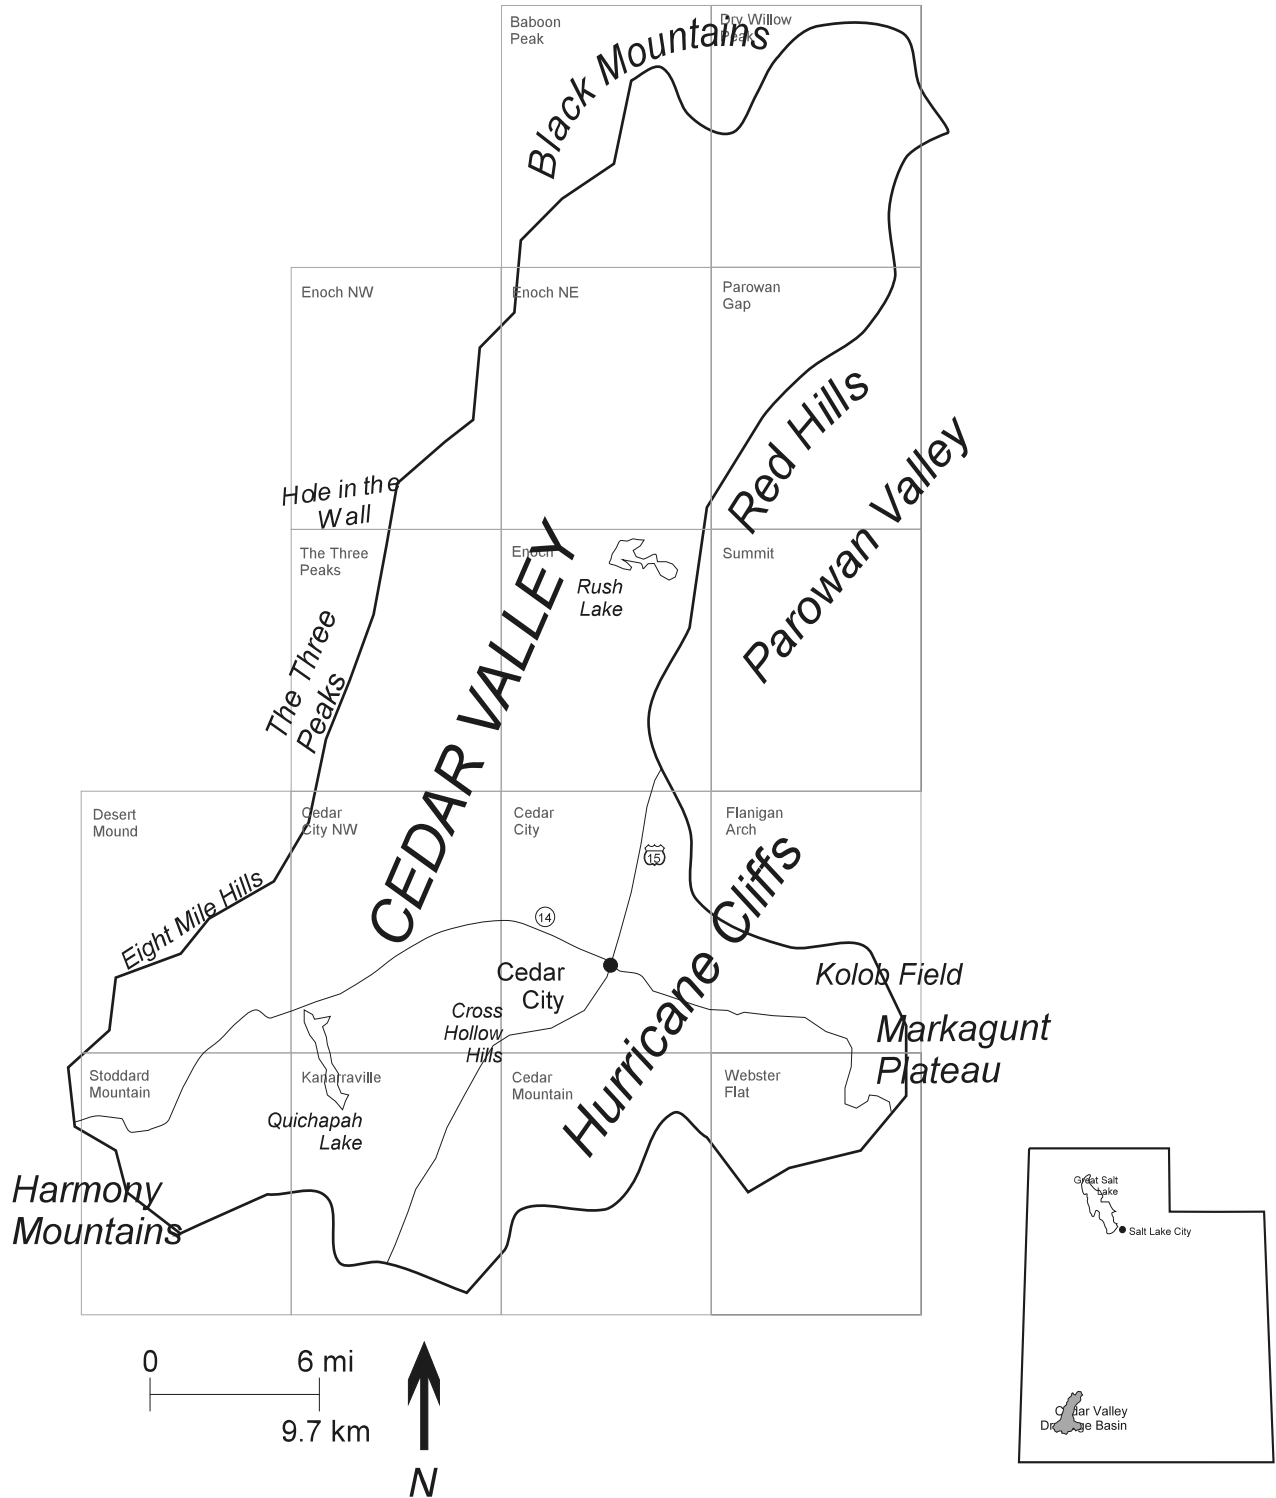 Baboon
Peak
Dry Willow
Peak
Black Mountains
Enoch NW
Enoch NE
Parowan
Gap
Red Hills
Parowan Valley
Hole in the
Wall
The Three
Peaks
Enoch
Summit
Rush
Lake
The Three
Peaks
CEDAR VALLEY
Desert
Mound
Cedar
City NW
Cedar
City
Flanigan
Arch
15
Eight Mile Hills
14
Hurricane Cliffs
Cedar
City
Kolob Field
Cross
Hollow
Hills
Markagunt
Plateau
Stoddard
Mountain
Kanarraville
Cedar
Mountain
Webster
Flat
Quichapah
Lake
Harmony
Mountains
Great Salt
Lake
Salt Lake City
Cedar Valley
Drainage Basin
0
6 mi
9.7 km
N